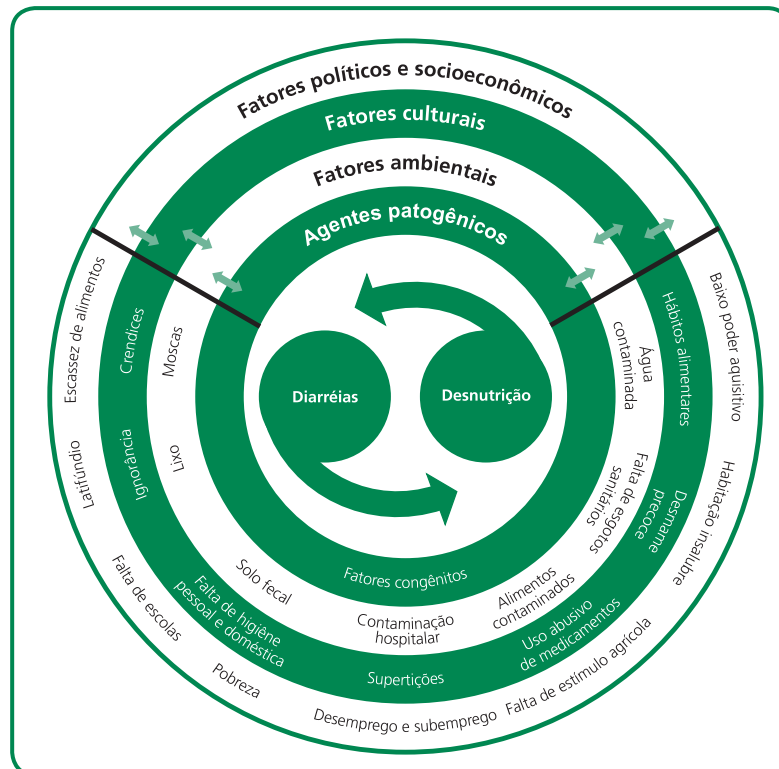 Fatores políticos e socioeconômicos
Fatores culturais
Fatores ambientais
Agentes patogênicos
Diarréias
Desnutrição
Fatores congênitos
Moscas
Lixo
Solo fecal
Contaminação
hospitalar
Alimentos
contaminados
Falta de esgotos
sanitários
Água
contaminada
Crendices
Ignorância
Falta de higiêne
pessoal e doméstica
Supertições
Uso abusivo
de medicamentos
Desmame
precoce
Hábitos alimentares
Escassez de alimentos
Latifúndio
Falta de escolas
Pobreza
Desemprego e subemprego
Falta de estímulo agrícola
Habitação insalubre
Baixo poder aquisitivo